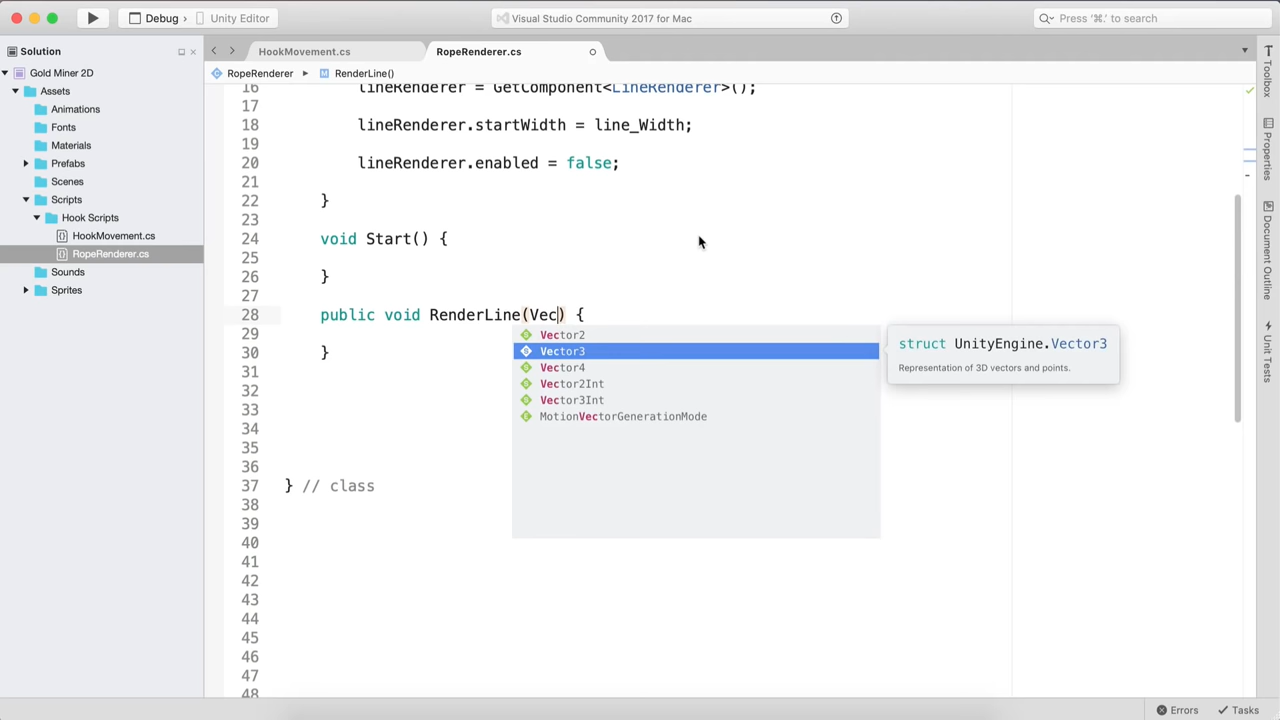 Debug
Unity Editor
Visual Studio Community 2017 for Mac
Press '⌘.' to search
Solution
HookMovement.cs
RopeRenderer.cs
Gold Miner 2D
RopeRenderer
RenderLine()
Assets
Animations
Fonts
Materials
Prefabs
Scenes
Scripts
Hook Scripts
HookMovement.cs
RopeRenderer.cs
Sounds
Sprites
16 lineRenderer = GetComponent<LineRenderer>();
17
18 lineRenderer.startWidth = line_Width;
19
20 lineRenderer.enabled = false;
21
22 }
23
24 void Start() {
25
26 }
27
28 public void RenderLine(Vec) {
29
30 }
31
32
33
34
35
36
37 } // class
38
39
40
41
42
43
44
45
46
47
48
Vector2
Vector3
Vector4
Vector2Int
Vector3Int
MotionVectorGenerationMode
struct UnityEngine.Vector3
Representation of 3D vectors and points.
Toolbox
Properties
Document Outline
Unit Tests
Errors
Tasks